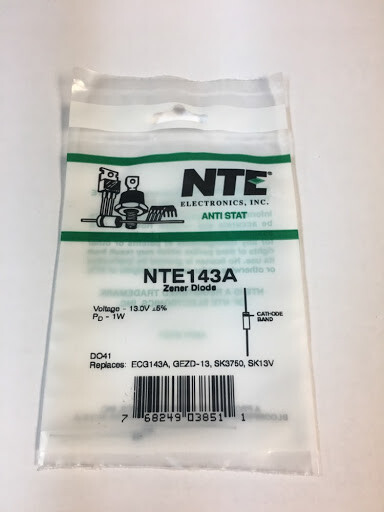 NTE
ELECTRONICS, INC.
ANTI STAT
NTE143A
Zener Diode
Voltage - 13.0V ±5%
PD - 1W
CATHODE
BAND
DO41
Replaces: ECG143A, GEZD-13, SK3750, SK13V
7 68249 03851 1